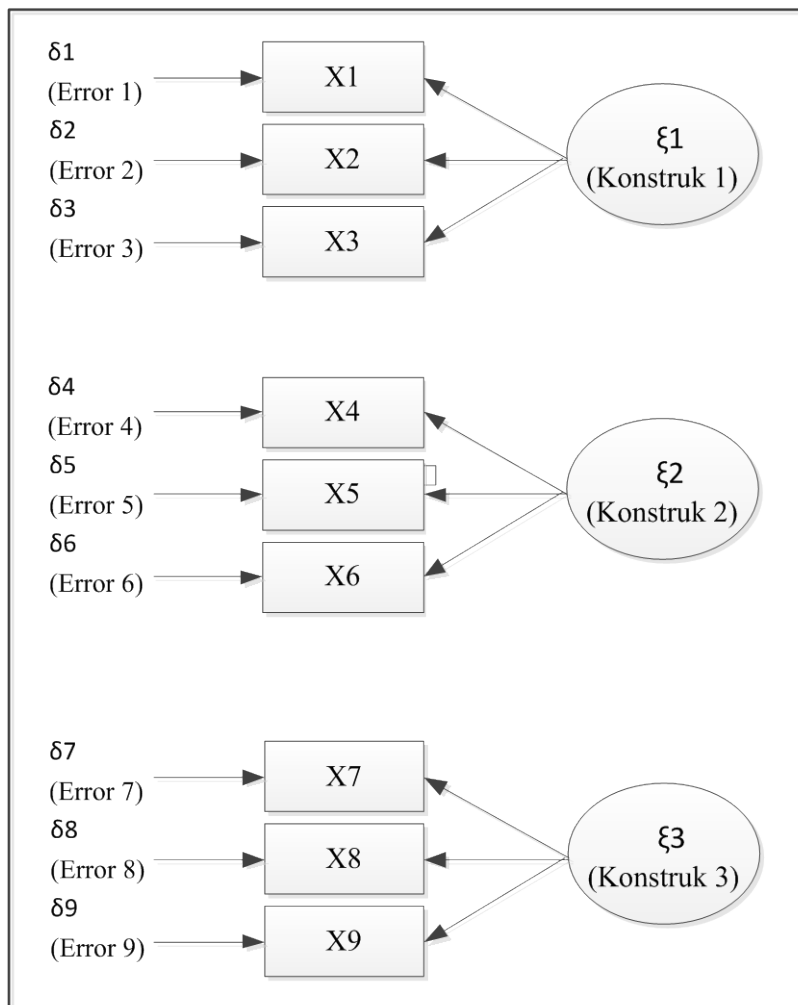 δ1
(Error 1)
X1
δ2
(Error 2)
X2
δ3
(Error 3)
X3
ξ1
(Konstruk 1)
δ4
(Error 4)
X4
δ5
(Error 5)
X5
δ6
(Error 6)
X6
ξ2
(Konstruk 2)
δ7
(Error 7)
X7
δ8
(Error 8)
X8
δ9
(Error 9)
X9
ξ3
(Konstruk 3)